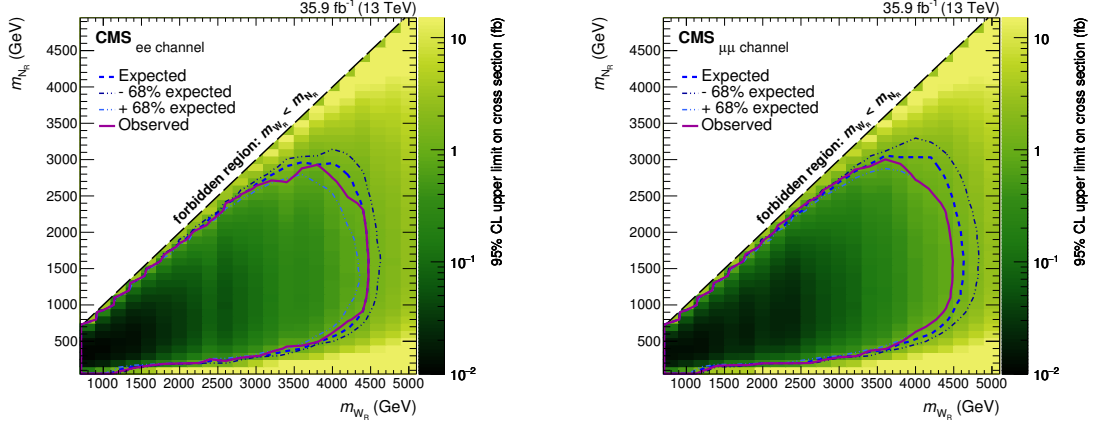 35.9 fb⁻¹ (13 TeV)
CMS ee channel
Expected
- 68% expected
+ 68% expected
Observed
forbidden region: m_{W_R} < m_{N_R}
m_{N_R} (GeV)
4500
4000
3500
3000
2500
2000
1500
1000
500
1000 1500 2000 2500 3000 3500 4000 4500 5000
m_{W_R} (GeV)
10
1
10⁻¹
10⁻²
95% CL upper limit on cross section (fb)
35.9 fb⁻¹ (13 TeV)
CMS μμ channel
Expected
- 68% expected
+ 68% expected
Observed
forbidden region: m_{W_R} < m_{N_R}
m_{N_R} (GeV)
4500
4000
3500
3000
2500
2000
1500
1000
500
1000 1500 2000 2500 3000 3500 4000 4500 5000
m_{W_R} (GeV)
10
1
10⁻¹
10⁻²
95% CL upper limit on cross section (fb)